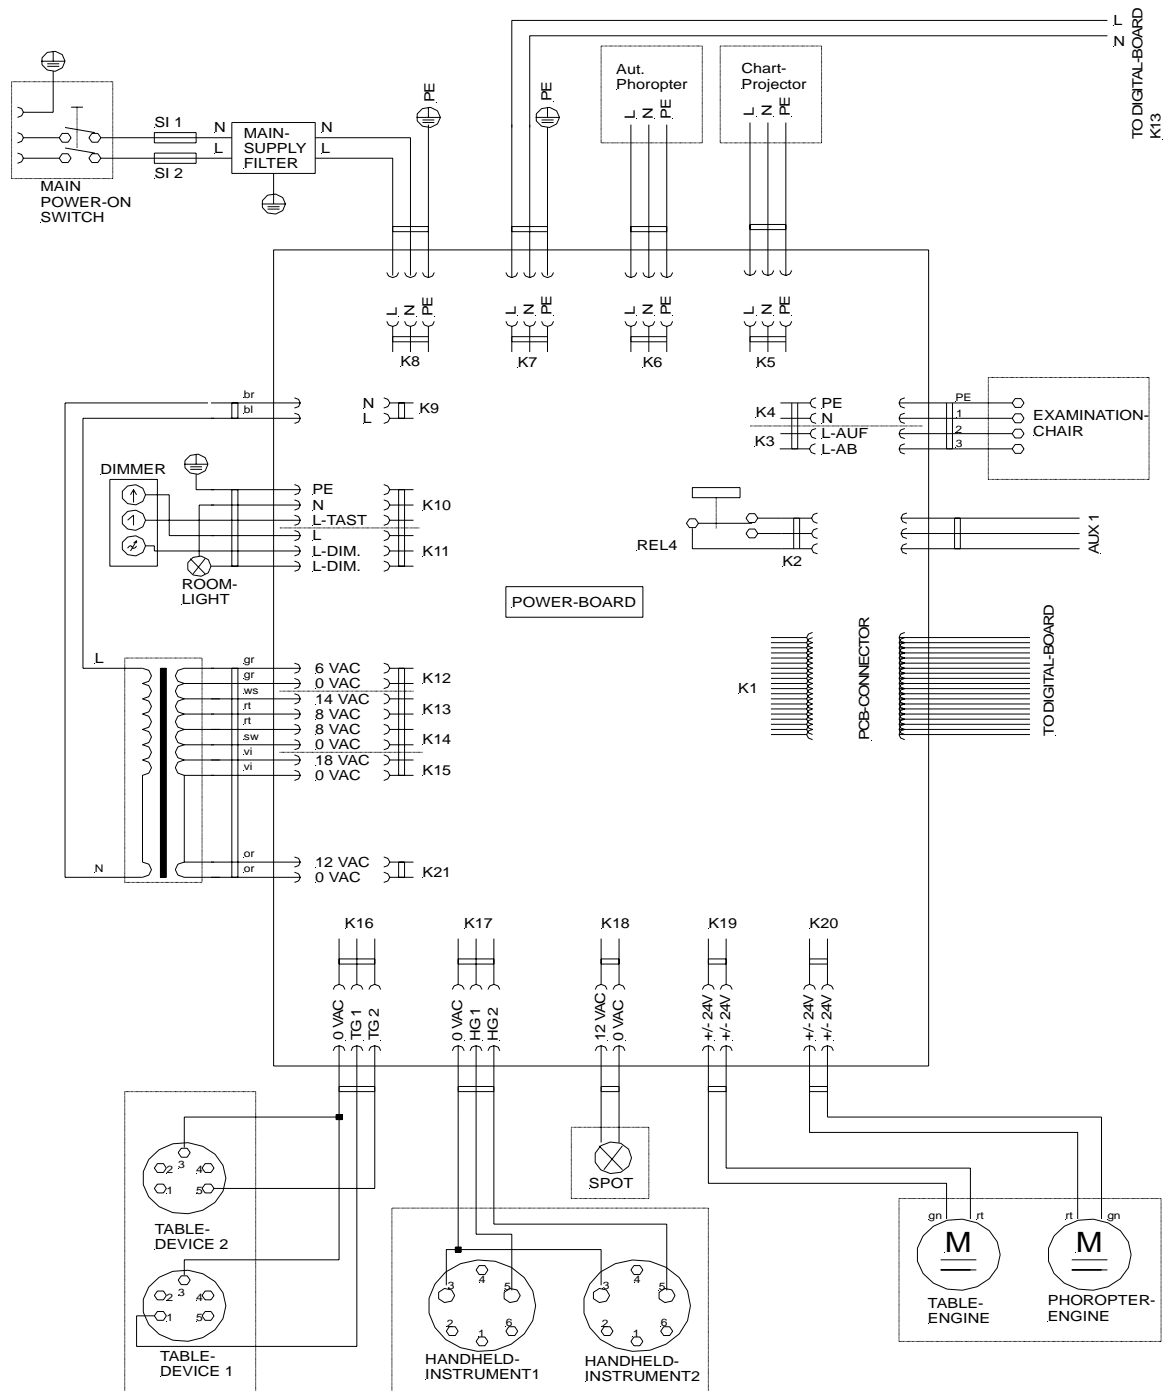 L
N
TO DIGITAL-BOARD
K13
Aut.
Phoropter
L N PE
Chart-
Projector
L N PE
PE
PE
SI 1
SI 2
N
L
MAIN-
SUPPLY
FILTER
N
L
MAIN
POWER-ON
SWITCH
L N PE
K8
L N PE
K7
L N PE
K6
L N PE
K5
br
bl
N
L
K9
K4
K3
PE
N
L-AUF
L-AB
PE
1
2
3
EXAMINATION-
CHAIR
DIMMER
PE
N
L-TAST
L
L-DIM.
L-DIM.
K10
K11
ROOM-
LIGHT
REL4
K2
AUX 1
POWER-BOARD
K1
PCB-CONNECTOR
TO DIGITAL-BOARD
L
N
gr
gr
ws
rt
rt
sw
vi
vi
or
or
6 VAC
0 VAC
14 VAC
8 VAC
8 VAC
0 VAC
18 VAC
0 VAC
12 VAC
0 VAC
K12
K13
K14
K15
K21
K16
K17
K18
K19
K20
0 VAC
TG 1
TG 2
0 VAC
HG 1
HG 2
12 VAC
0 VAC
+/- 24V
+/- 24V
+/- 24V
+/- 24V
2 3 4
1 5
TABLE-
DEVICE 2
2 3 4
1 5
TABLE-
DEVICE 1
3 4 5
2 1 6
HANDHELD-
INSTRUMENT1
3 4 5
2 1 6
HANDHELD-
INSTRUMENT2
SPOT
gn rt
M
TABLE-
ENGINE
rt gn
M
PHOROPTER-
ENGINE